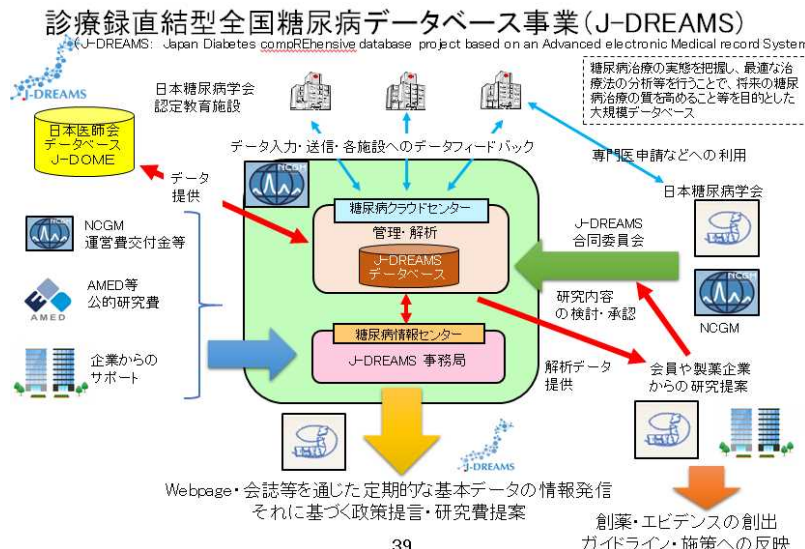 診療録直結型全国糖尿病データベース事業(J-DREAMS)
(J-DREAMS: Japan Diabetes compREhensive database project based on an Advanced electronic Medical record System
J-DREAMS
日本糖尿病学会
認定教育施設
糖尿病治療の実態を把握し、最適な治
療法の分析等を行うことで、将来の糖尿
病治療の質を高めること等を目的とした
大規模データベース
日本医師会
データベース
J-DOME
データ入力・送信・各施設へのデータフィードバック
専門医申請などへの利用
データ
提供
NCGM
糖尿病クラウドセンター
管理・解析
J-DREAMS
データベース
日本糖尿病学会
J-DREAMS
合同委員会
NCGM
NCGM
運営費交付金等
AMED
AMED等
公的研究費
研究内容
の検討・承認
NCGM
NCGM
糖尿病情報センター
J-DREAMS 事務局
企業からの
サポート
解析データ
提供
会員や製薬企業
からの研究提案
J-DREAMS
Webpage・会誌等を通じた定期的な基本データの情報発信
それに基づく政策提言・研究費提案
創薬・エビデンスの創出
ガイドライン・施策への反映
39